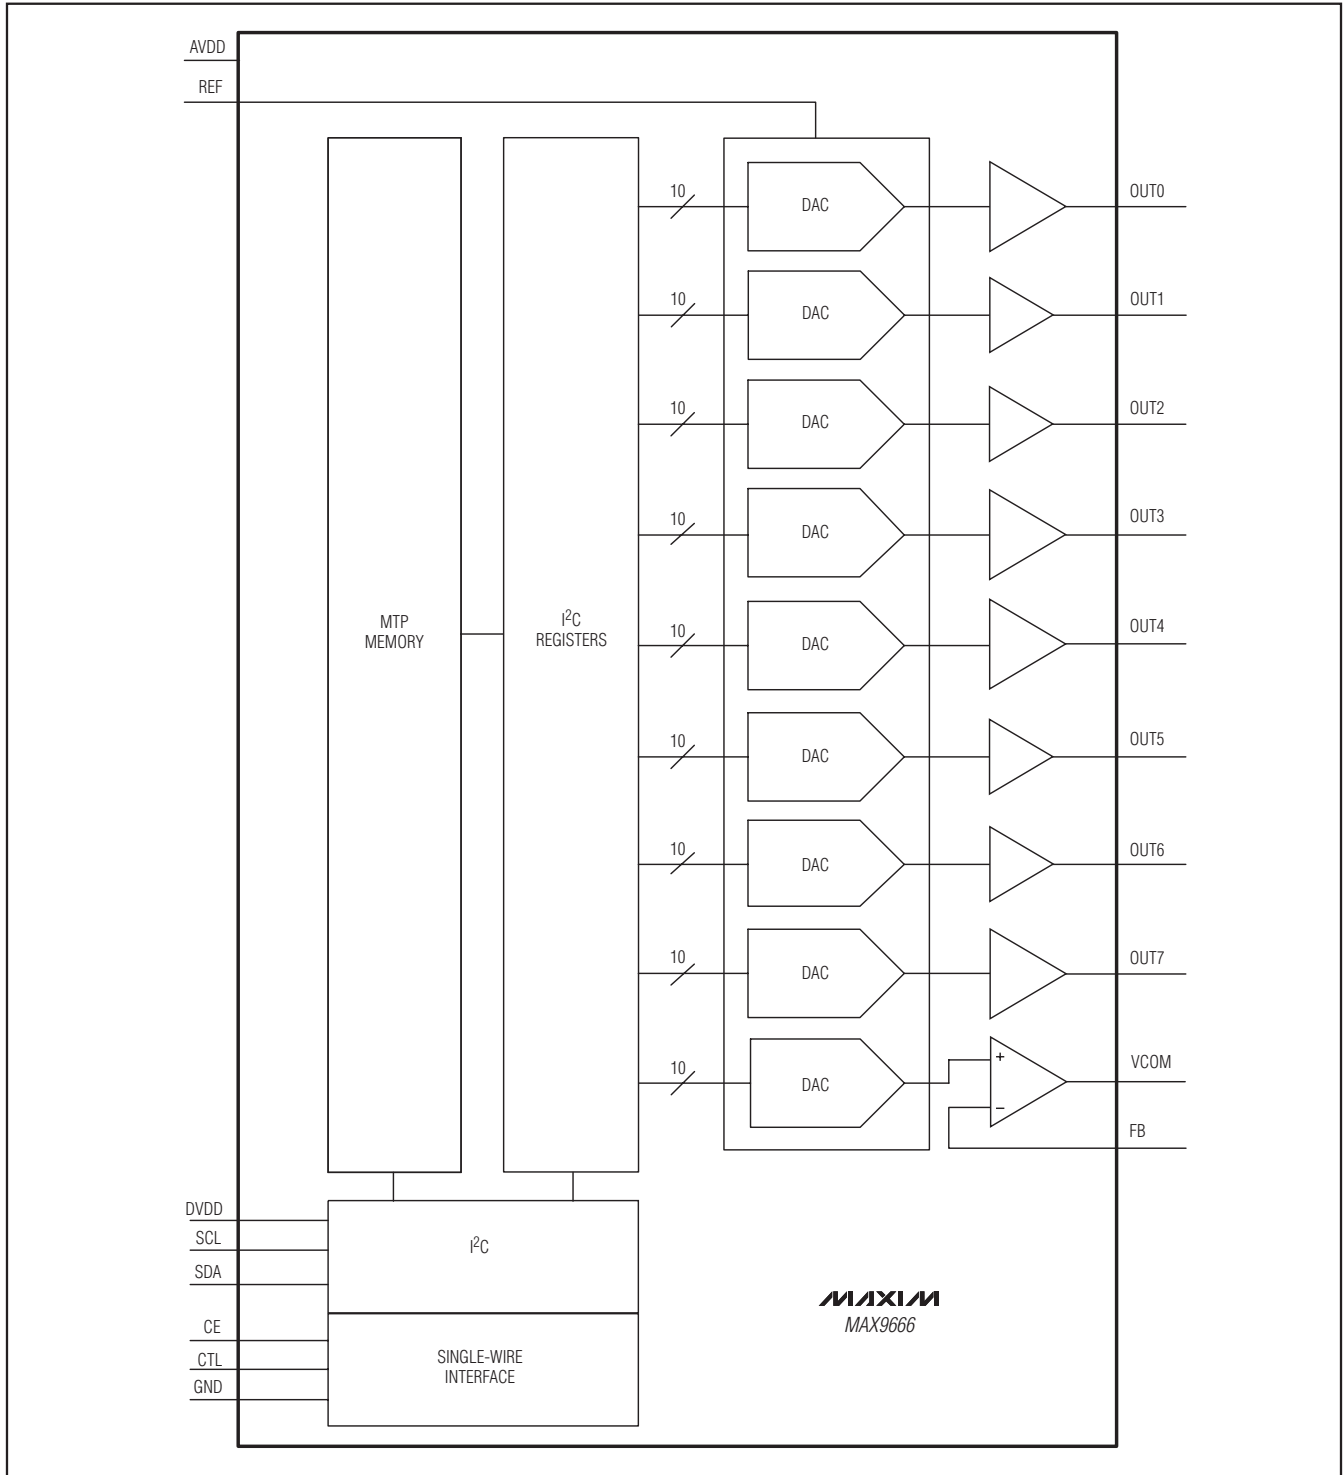 AVDD
REF
10
DAC
OUT0
10
DAC
OUT1
10
DAC
OUT2
10
DAC
OUT3
MTP
MEMORY
I²C
REGISTERS
10
DAC
OUT4
10
DAC
OUT5
10
DAC
OUT6
10
DAC
OUT7
10
DAC
+
−
VCOM
FB
DVDD
SCL
SDA
I²C
CE
CTL
GND
SINGLE-WIRE
INTERFACE
MAXIM
MAX9666